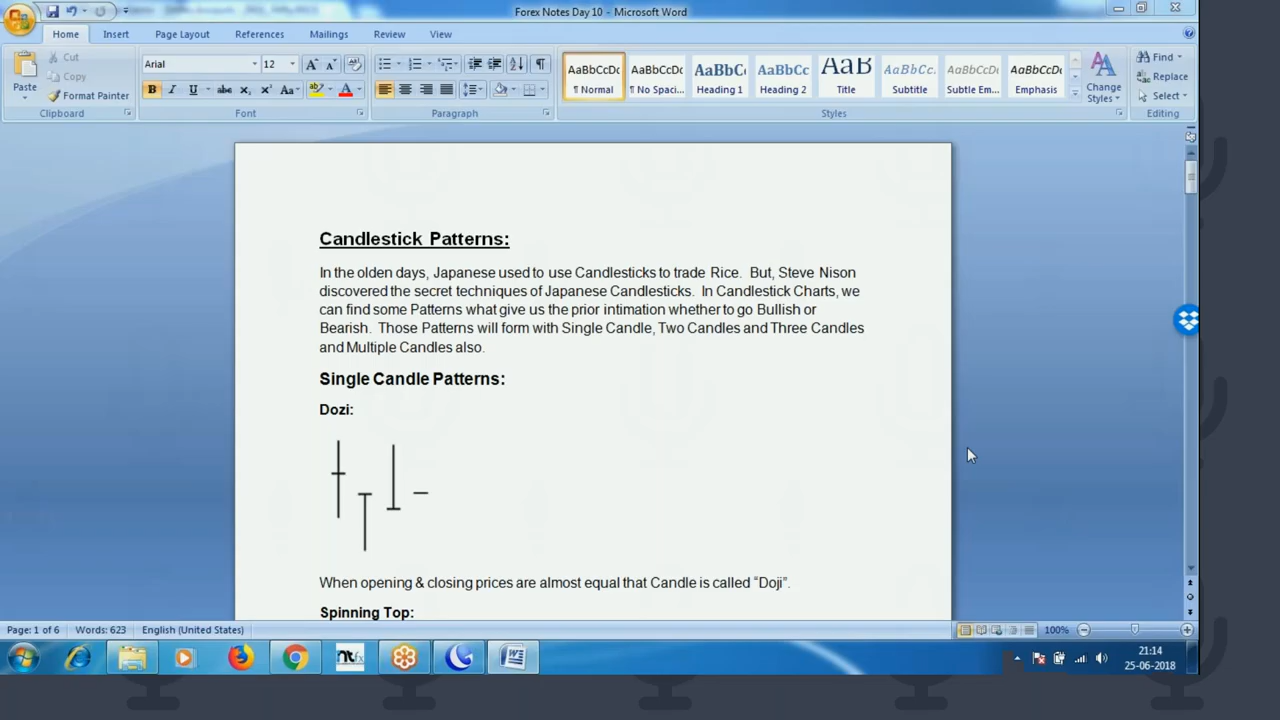 Forex Notes Day 10 - Microsoft Word
Home Insert Page Layout References Mailings Review View
Paste
Cut
Copy
Format Painter
Clipboard
Arial 12
Font
Paragraph
AaBbCcDc AaBbCcDc AaBbC AaBbCc AaB AaBbCc. AaBbCcDc AaBbCcDc
¶ Normal ¶ No Spaci... Heading 1 Heading 2 Title Subtitle Subtle Em... Emphasis
Styles
Change
Styles
Find
Replace
Select
Editing
Candlestick Patterns:
In the olden days, Japanese used to use Candlesticks to trade Rice. But, Steve Nison
discovered the secret techniques of Japanese Candlesticks. In Candlestick Charts, we
can find some Patterns what give us the prior intimation whether to go Bullish or
Bearish. Those Patterns will form with Single Candle, Two Candles and Three Candles
and Multiple Candles also.
Single Candle Patterns:
Dozi:
When opening & closing prices are almost equal that Candle is called “Doji”.
Spinning Top:
Page: 1 of 6 Words: 623 English (United States) 100%
ntfx
21:14
25-06-2018